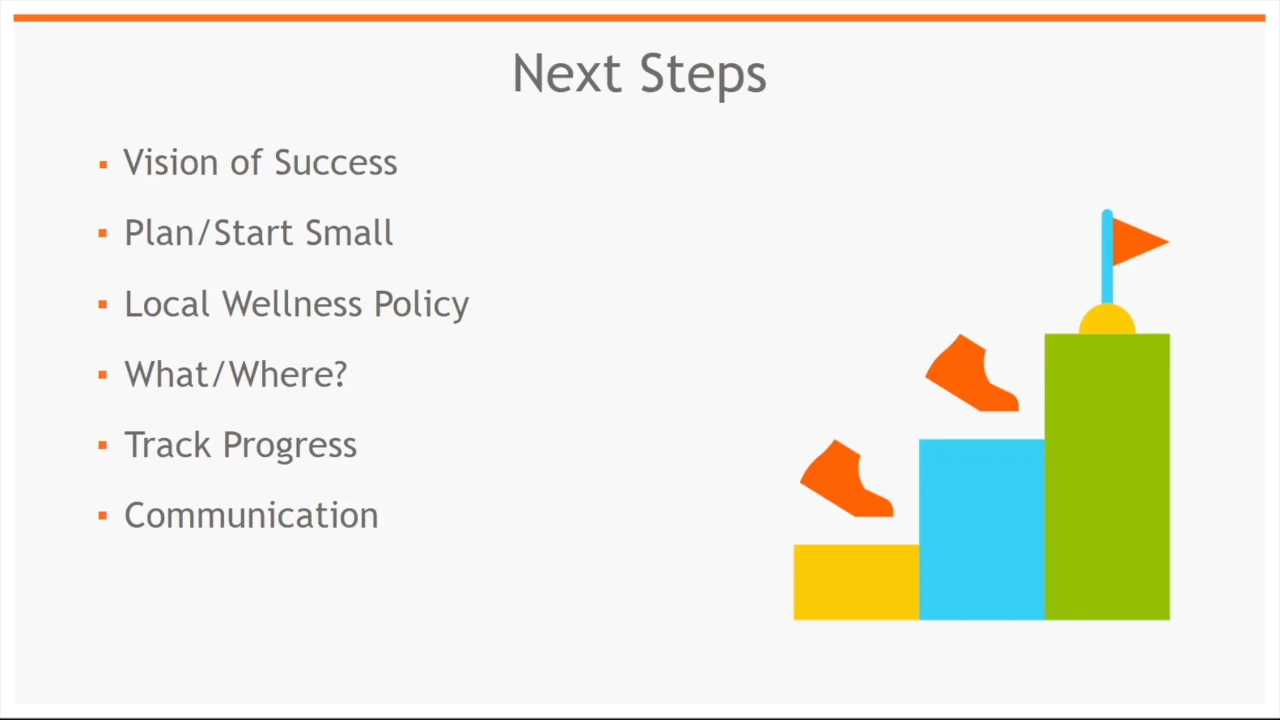 Next Steps
▪ Vision of Success
▪ Plan/Start Small
▪ Local Wellness Policy
▪ What/Where?
▪ Track Progress
▪ Communication